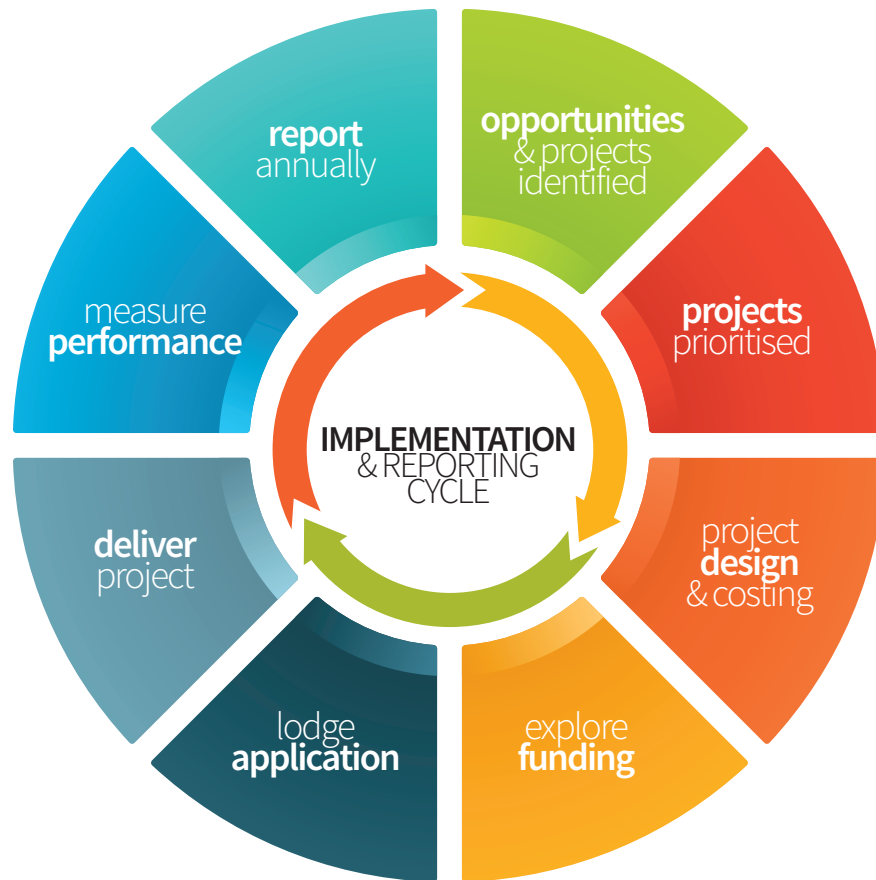 opportunities
& projects
identified
projects
prioritised
project
design
& costing
explore
funding
lodge
application
deliver
project
measure
performance
report
annually
IMPLEMENTATION
& REPORTING
CYCLE